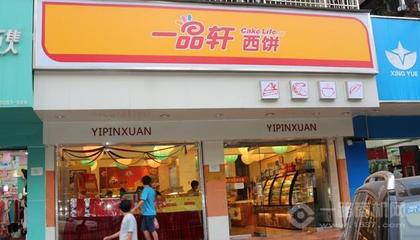 一品轩
Cake Life
西饼
XING YUE
YIPINXUAN
YIPINXUAN